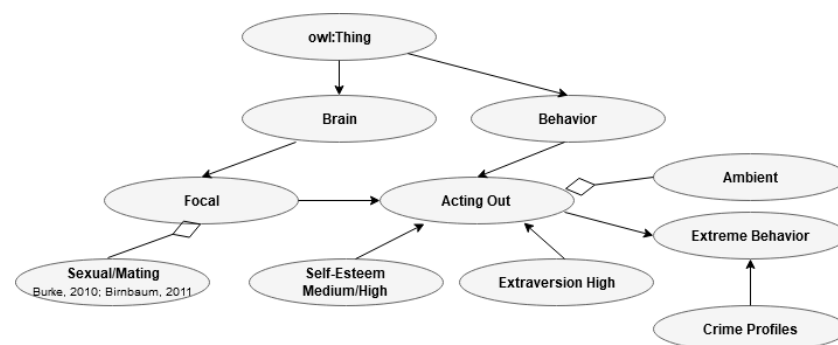 owl:Thing
Brain
Behavior
Focal
Acting Out
Ambient
Extreme Behavior
Sexual/Mating
Burke, 2010; Birnbaum, 2011
Self-Esteem
Medium/High
Extraversion High
Crime Profiles